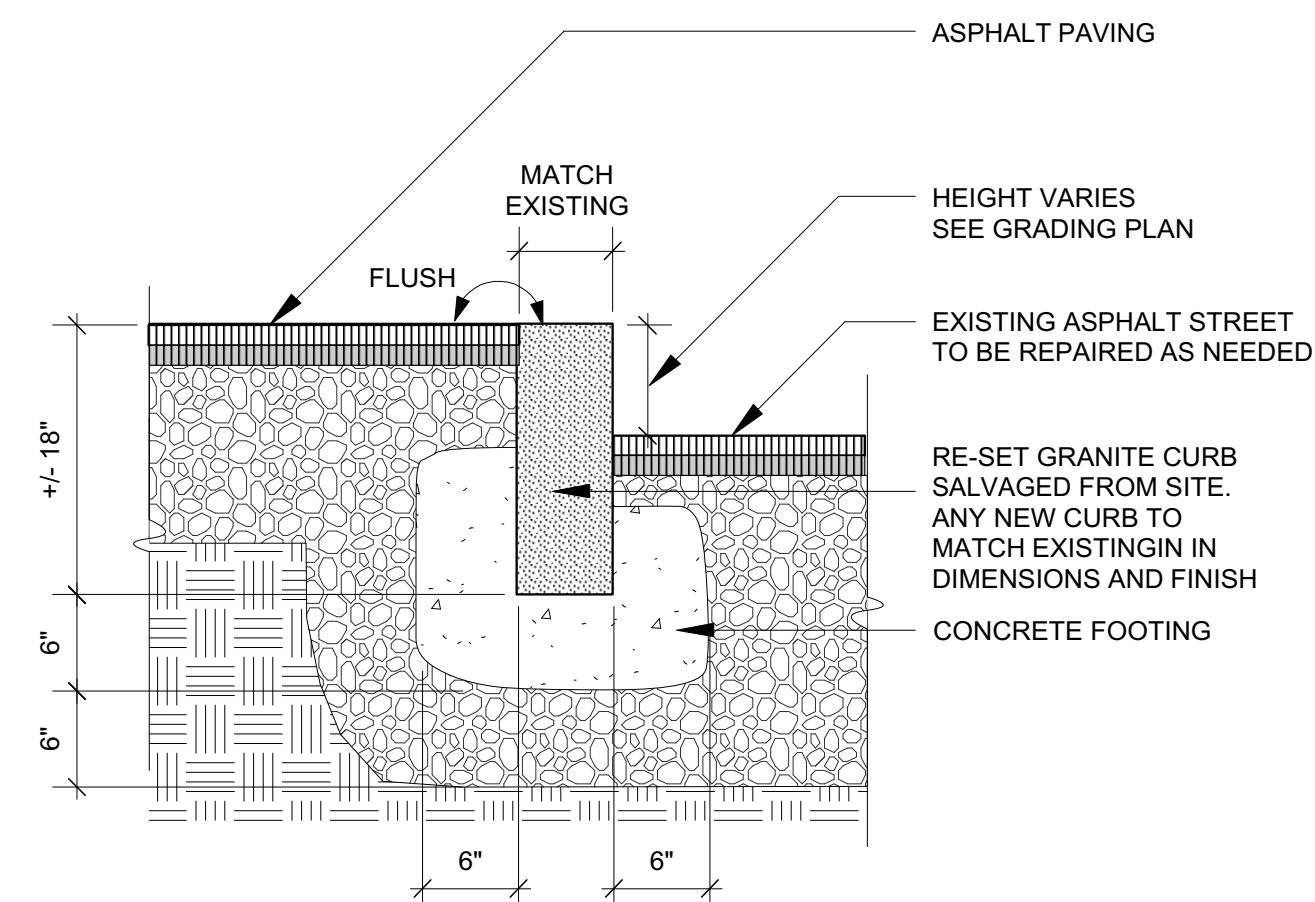 ASPHALT PAVING
MATCH
EXISTING
HEIGHT VARIES
SEE GRADING PLAN
FLUSH
EXISTING ASPHALT STREET
TO BE REPAIRED AS NEEDED
+/- 18"
RE-SET GRANITE CURB
SALVAGED FROM SITE.
ANY NEW CURB TO
MATCH EXISTINGIN IN
DIMENSIONS AND FINISH
CONCRETE FOOTING
6"
6"
6"
6"